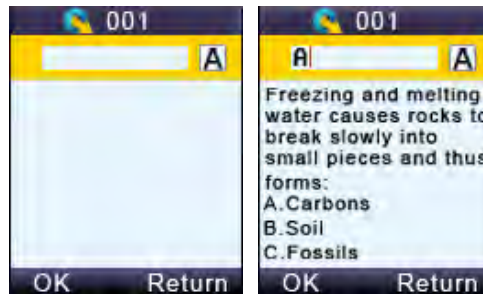 001
A
OK Return
001
A A
Freezing and melting
water causes rocks to
break slowly into
small pieces and thus
forms:
A.Carbons
B.Soil
C.Fossils
OK Return